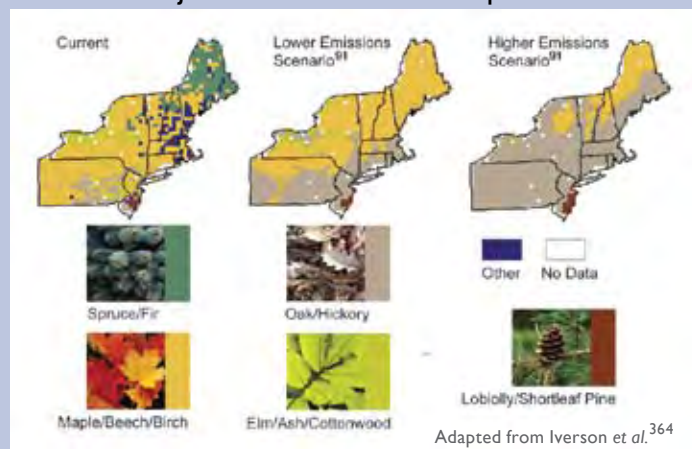 Current
Lower Emissions
Scenario91
Higher Emissions
Scenario91
Other
No Data
Spruce/Fir
Oak/Hickory
Maple/Beech/Birch
Elm/Ash/Cottonwood
Loblolly/Shortleaf Pine
Adapted from Iverson et al.364